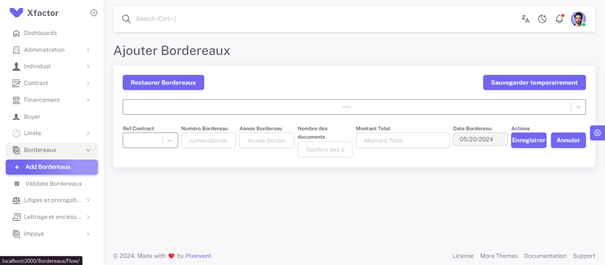 Xfactor
Search (Ctrl+/)
Dashboards
Administration
Individual
Contract
Financement
Buyer
Limite
Bordereaux
Add Bordereaux
Validate Bordereaux
Litiges et prorogati...
Lettrage et encaiss...
Impayé
localhost:3000/Bordereaux/Flow/
Ajouter Bordereaux
Restaurer Bordereaux
Sauvegarder temporairement
----
Ref Contract
Numéro Bordereau
numeroBorde
Année Bordereau
Année Border
Nombre des
documents
Nombre des d
Montant Total
Montant Total
Date Bordereau
05/20/2024
Actions
Enregistrer
Annuler
© 2024, Made with ❤ by Pixinvent
License More Themes Documentation Support